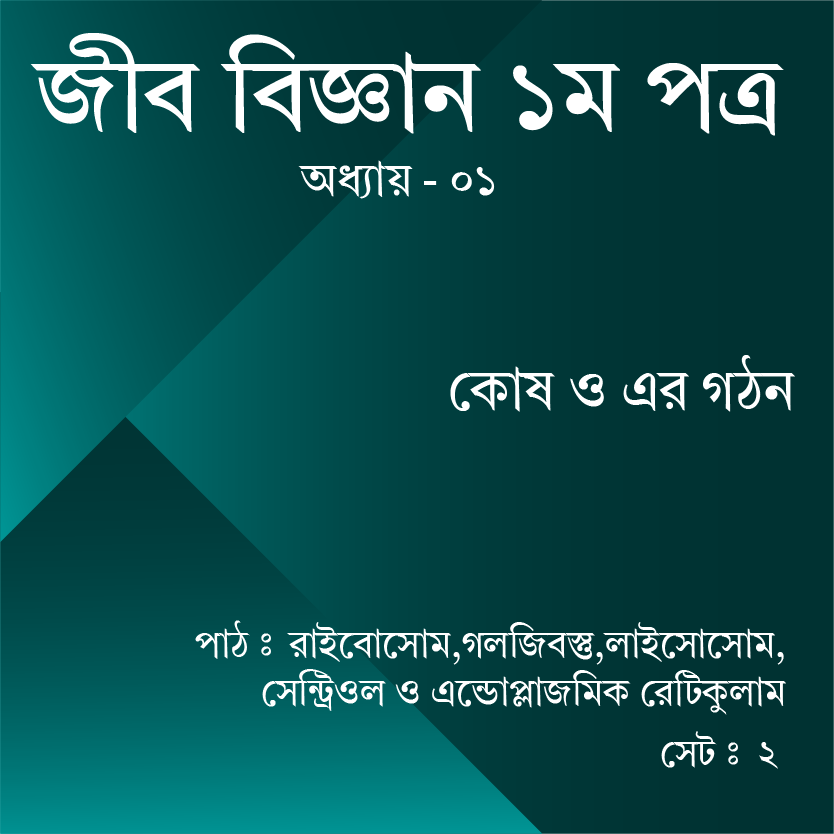 জীব বিজ্ঞান ১ম পত্র
অধ্যায় - ০১
কোষ ও এর গঠন
পাঠ ঃ রাইবোসোম,গলজিবস্তু,লাইসোসোম,
সেন্ট্রিওল ও এন্ডোপ্লাজমিক রেটিকুলাম
সেট ঃ ২